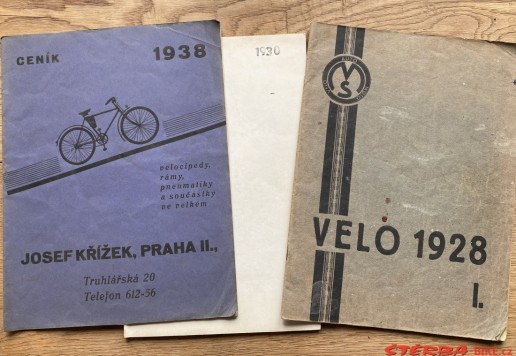 CENÍK 1938
velocipedy,
rámy,
pneumatiky
a součástky
ve velkém
JOSEF KŘÍŽEK, PRAHA II.,
Truhlářská 20
Telefon 612-56
1930
VS
VELO 1928
I.
STERBA BIKE.CZ